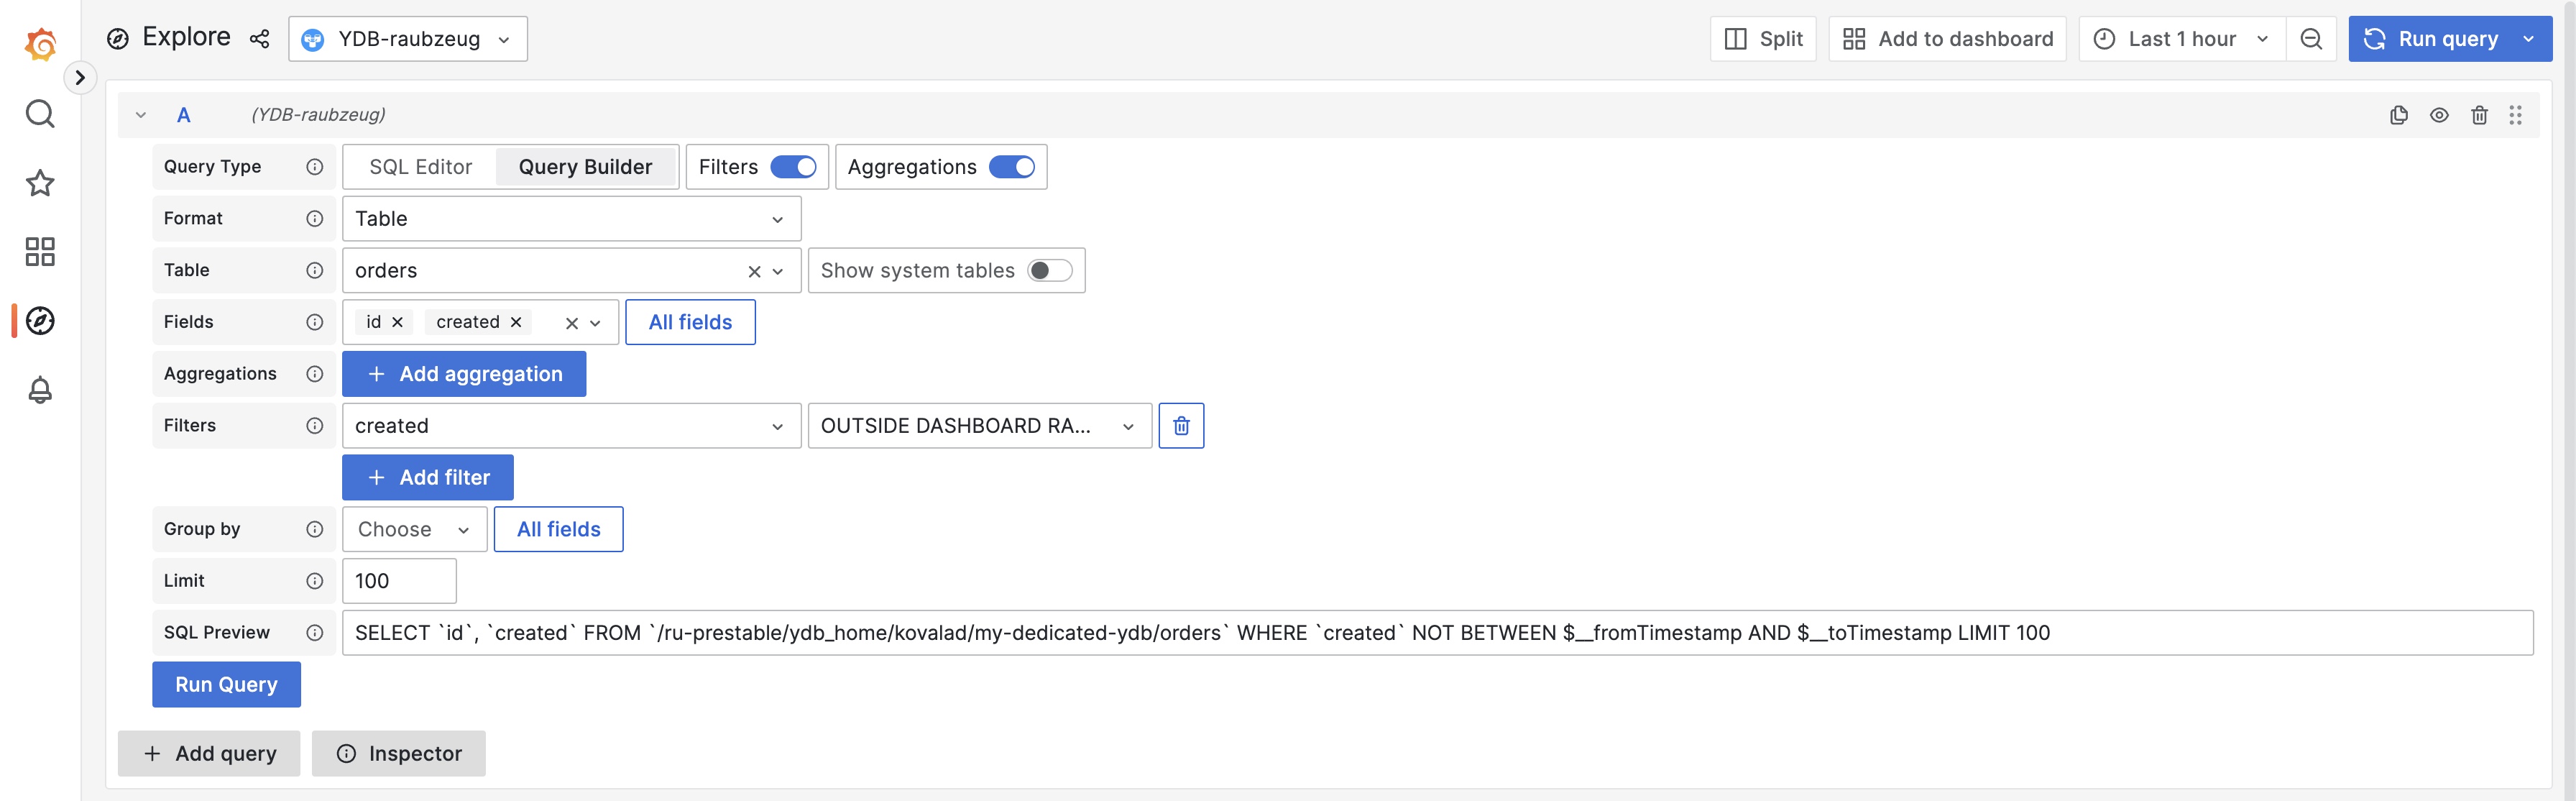 Explore YDB-raubzeug Split Add to dashboard Last 1 hour Run query
A (YDB-raubzeug)
Query Type SQL Editor Query Builder Filters Aggregations
Format Table
Table orders Show system tables
Fields id created All fields
Aggregations Add aggregation
Filters created OUTSIDE DASHBOARD RA...
Add filter
Group by Choose All fields
Limit 100
SQL Preview SELECT `id`, `created` FROM `/ru-prestable/ydb_home/kovalad/my-dedicated-ydb/orders` WHERE `created` NOT BETWEEN $__fromTimestamp AND $__toTimestamp LIMIT 100
Run Query
Add query Inspector